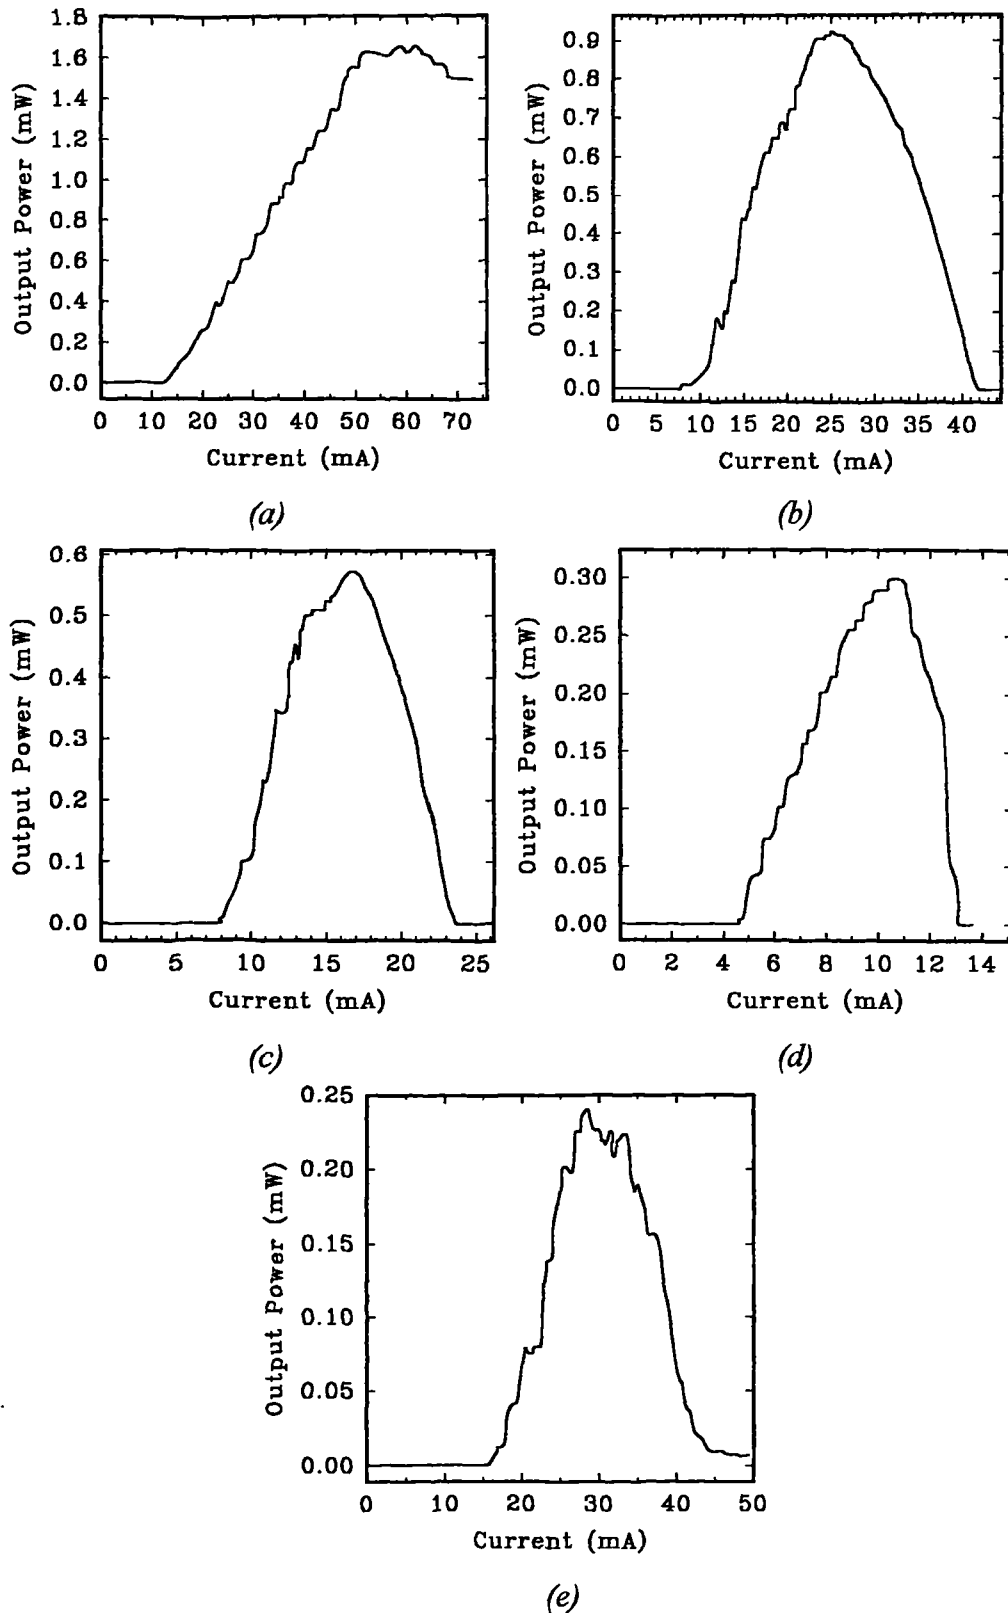 1.8
1.6
1.4
1.2
1.0
0.8
0.6
0.4
0.2
0.0
Output Power (mW)
0 10 20 30 40 50 60 70
Current (mA)
(a)
0.9
0.8
0.7
0.6
0.5
0.4
0.3
0.2
0.1
0.0
Output Power (mW)
0 5 10 15 20 25 30 35 40
Current (mA)
(b)
0.6
0.5
0.4
0.3
0.2
0.1
0.0
Output Power (mW)
0 5 10 15 20 25
Current (mA)
(c)
0.30
0.25
0.20
0.15
0.10
0.05
0.00
Output Power (mW)
0 2 4 6 8 10 12 14
Current (mA)
(d)
0.25
0.20
0.15
0.10
0.05
0.00
Output Power (mW)
0 10 20 30 40 50
Current (mA)
(e)